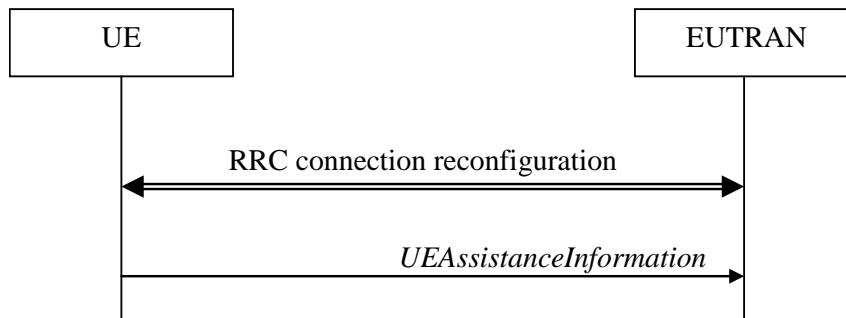 UE
EUTRAN
RRC connection reconfiguration
UEAssistanceInformation